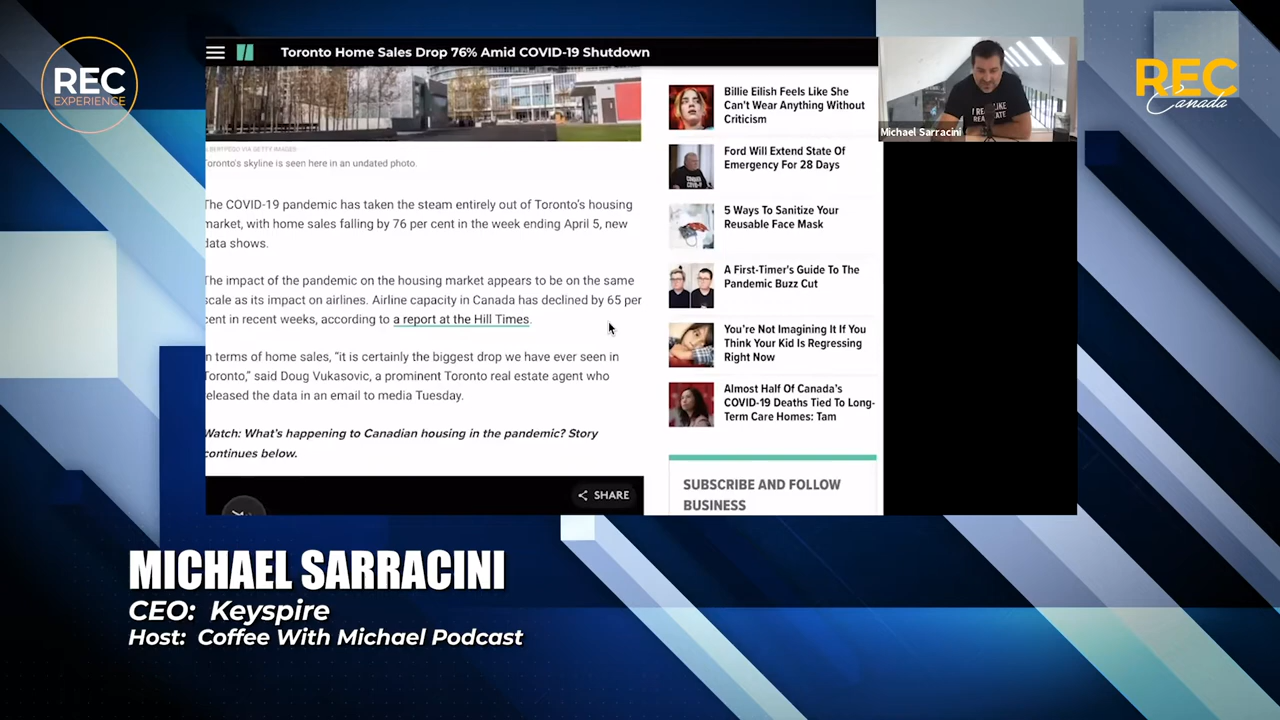 REC
EXPERIENCE
Toronto Home Sales Drop 76% Amid COVID-19 Shutdown
REC
Canada
Michael Sarracini
I REALLY LIKE
REAL ESTATE
BERTPEGO VIA GETTY IMAGES
Toronto's skyline is seen here in an undated photo.
The COVID-19 pandemic has taken the steam entirely out of Toronto's housing
market, with home sales falling by 76 per cent in the week ending April 5, new
data shows.
The impact of the pandemic on the housing market appears to be on the same
scale as its impact on airlines. Airline capacity in Canada has declined by 65 per
cent in recent weeks, according to a report at the Hill Times.
In terms of home sales, "it is certainly the biggest drop we have ever seen in
Toronto," said Doug Vukasovic, a prominent Toronto real estate agent who
released the data in an email to media Tuesday.
Watch: What's happening to Canadian housing in the pandemic? Story
continues below.
SHARE
Billie Eilish Feels Like She
Can't Wear Anything Without
Criticism
Ford Will Extend State Of
Emergency For 28 Days
5 Ways To Sanitize Your
Reusable Face Mask
A First-Timer's Guide To The
Pandemic Buzz Cut
You're Not Imagining It If You
Think Your Kid Is Regressing
Right Now
Almost Half Of Canada's
COVID-19 Deaths Tied To Long-
Term Care Homes: Tam
SUBSCRIBE AND FOLLOW
BUSINESS
MICHAEL SARRACINI
CEO: Keyspire
Host: Coffee With Michael Podcast